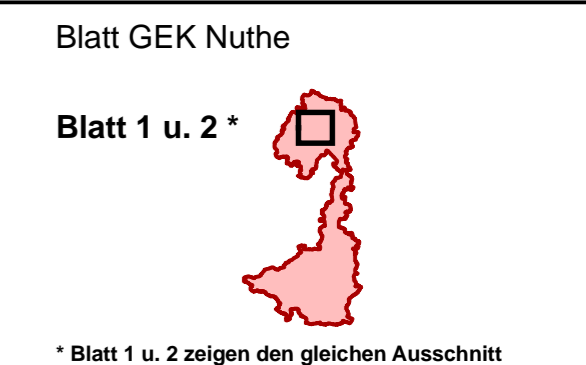 Blatt GEK Nuthe
Blatt 1 u. 2 *
* Blatt 1 u. 2 zeigen den gleichen Ausschnitt